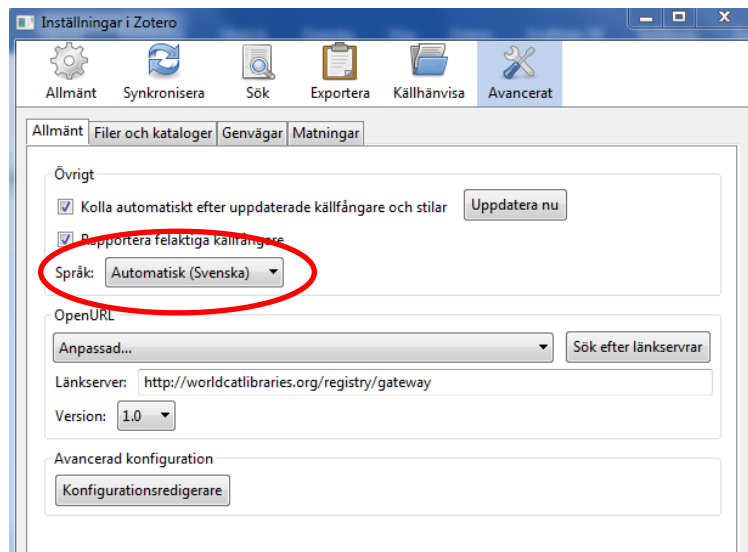 Inställningar i Zotero
Allmänt Synkronisera Sök Exportera Källhänvisa Avancerat
Allmänt Filer och kataloger Genvägar Matningar
Övrigt
Kolla automatiskt efter uppdaterade källfångare och stilar Uppdatera nu
Rapportera felaktiga källfångare
Språk: Automatisk (Svenska)
OpenURL
Anpassad... Sök efter länkservrar
Länkserver: http://worldcatlibraries.org/registry/gateway
Version: 1.0
Avancerad konfiguration
Konfigurationsredigerare